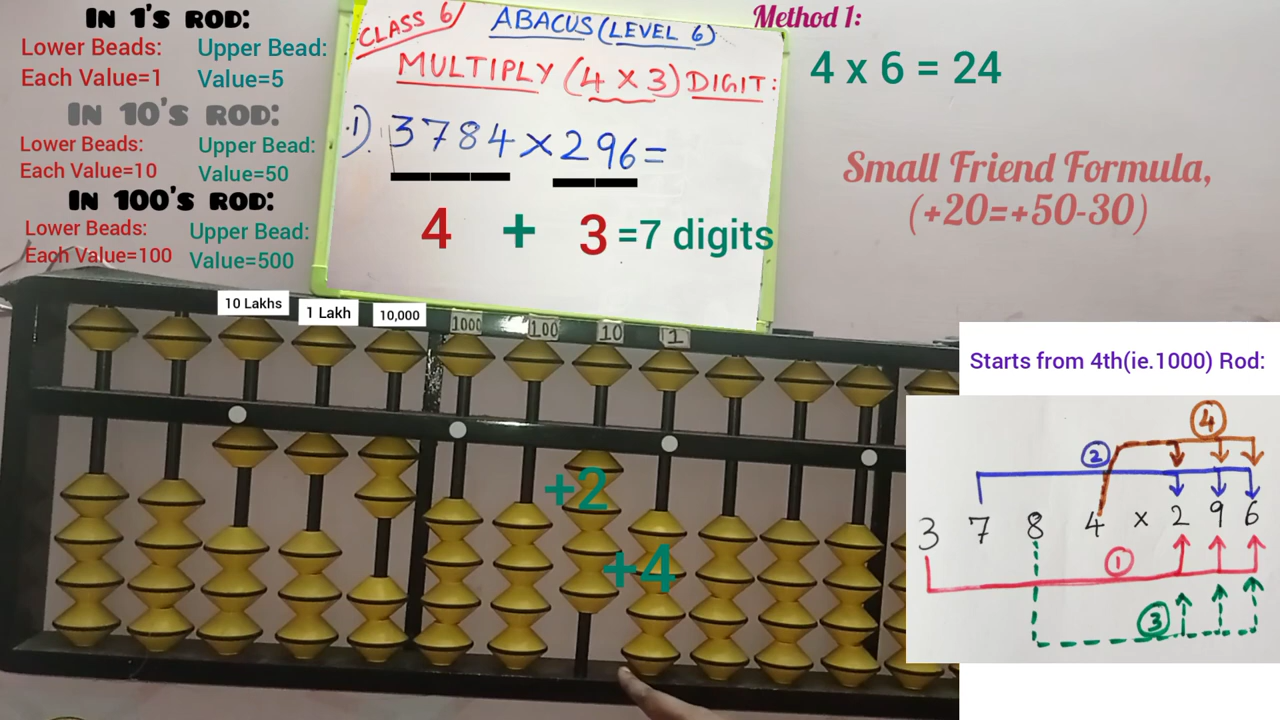 In 1's rod:
Lower Beads: Upper Bead:
Each Value=1 Value=5
In 10's rod:
Lower Beads: Upper Bead:
Each Value=10 Value=50
In 100's rod:
Lower Beads: Upper Bead:
Each Value=100 Value=500
CLASS 6/ ABACUS (LEVEL 6)
MULTIPLY (4 X 3) DIGIT:
1). 3784 × 296 =
4 + 3 =7 digits
Method 1:
4 x 6 = 24
Small Friend Formula,
(+20=+50-30)
10 Lakhs 1 Lakh 10,000 1000 100 10 1
+2
+4
Starts from 4th(ie.1000) Rod:
4
2
3 7 8 4 × 2 9 6
1
3